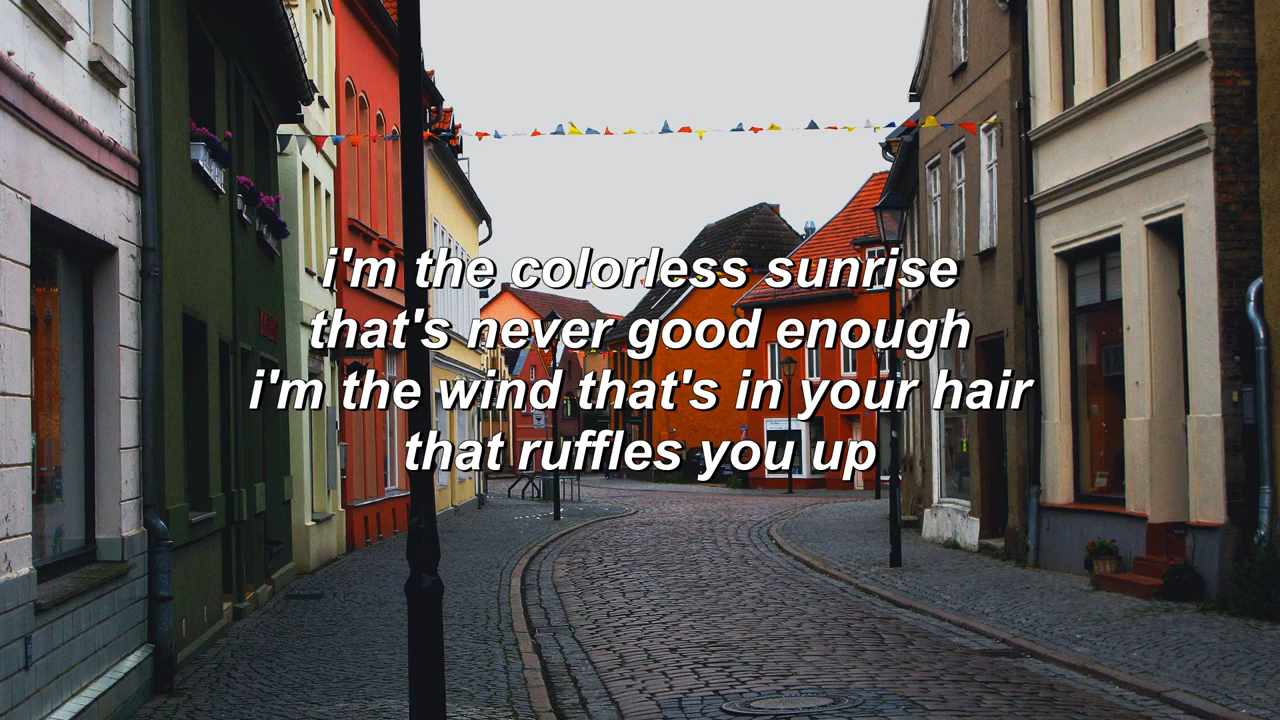 i'm the colorless sunrise
that's never good enough
i'm the wind that's in your hair
that ruffles you up